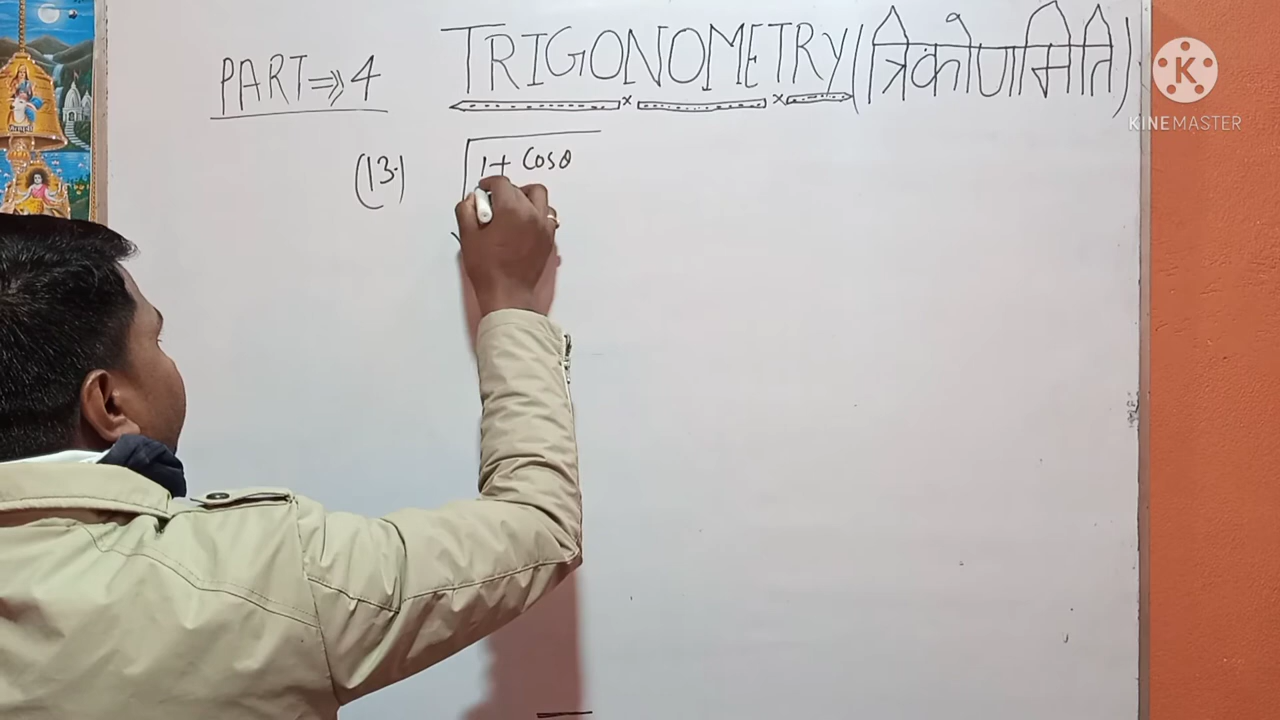 PART⇒4
TRIGONOMETRY (त्रिकोणमिति)
K
KINEMASTER
(13.) √1+ Cosθ